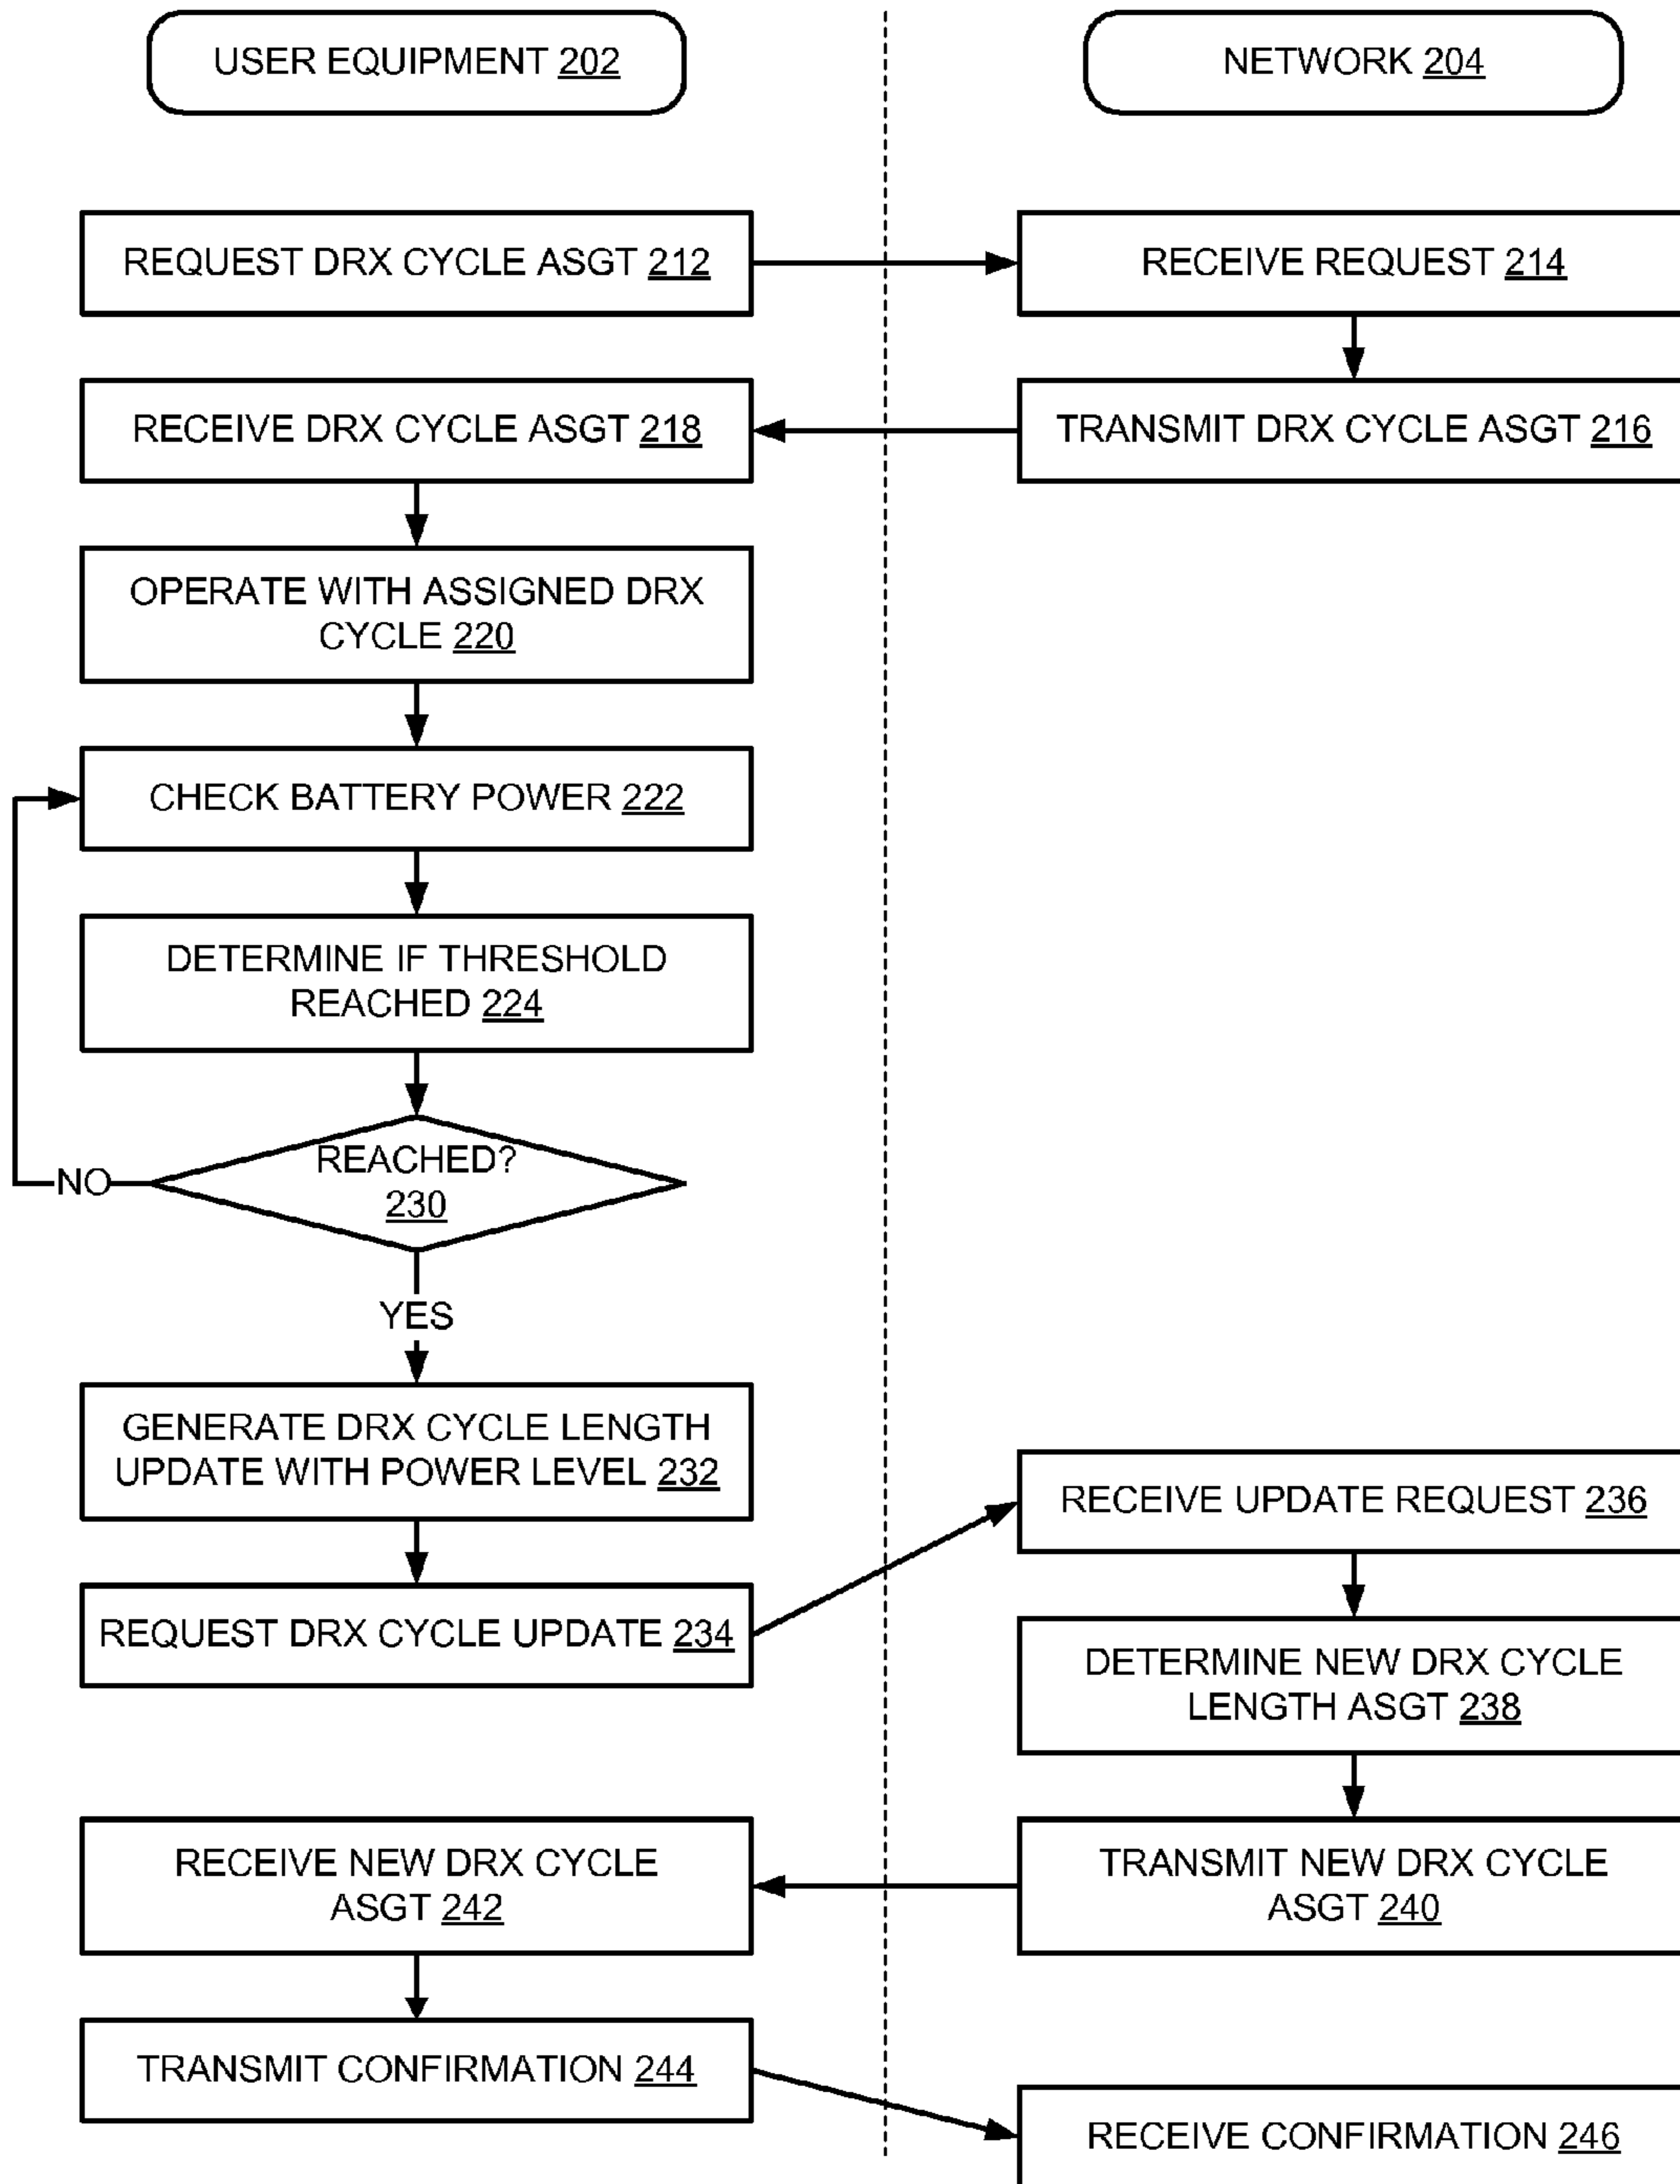 USER EQUIPMENT 202
NETWORK 204
REQUEST DRX CYCLE ASGT 212
RECEIVE REQUEST 214
RECEIVE DRX CYCLE ASGT 218
TRANSMIT DRX CYCLE ASGT 216
OPERATE WITH ASSIGNED DRX
CYCLE 220
CHECK BATTERY POWER 222
DETERMINE IF THRESHOLD
REACHED 224
REACHED?
230
NO
YES
GENERATE DRX CYCLE LENGTH
UPDATE WITH POWER LEVEL 232
RECEIVE UPDATE REQUEST 236
REQUEST DRX CYCLE UPDATE 234
DETERMINE NEW DRX CYCLE
LENGTH ASGT 238
RECEIVE NEW DRX CYCLE
ASGT 242
TRANSMIT NEW DRX CYCLE
ASGT 240
TRANSMIT CONFIRMATION 244
RECEIVE CONFIRMATION 246